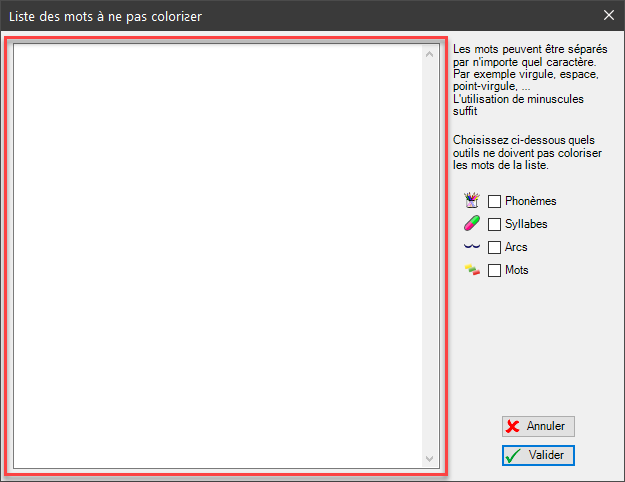 Liste des mots à ne pas colorizer
Les mots peuvent être séparés
par n'importe quel caractère.
Par exemple virgule, espace,
point-virgule, ...
L'utilisation de minuscules
suffit
Choisissez ci-dessous quels
outils ne doivent pas coloriser
les mots de la liste.
Phonèmes
Syllabes
Arcs
Mots
Annuler
Valider